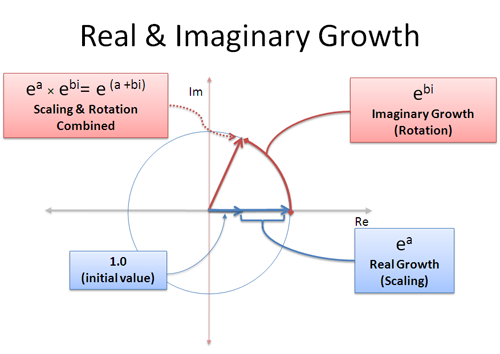 Real & Imaginary Growth
e^a × e^bi = e^(a+bi)
Scaling & Rotation
Combined
Im
e^bi
Imaginary Growth
(Rotation)
Re
1.0
(initial value)
e^a
Real Growth
(Scaling)